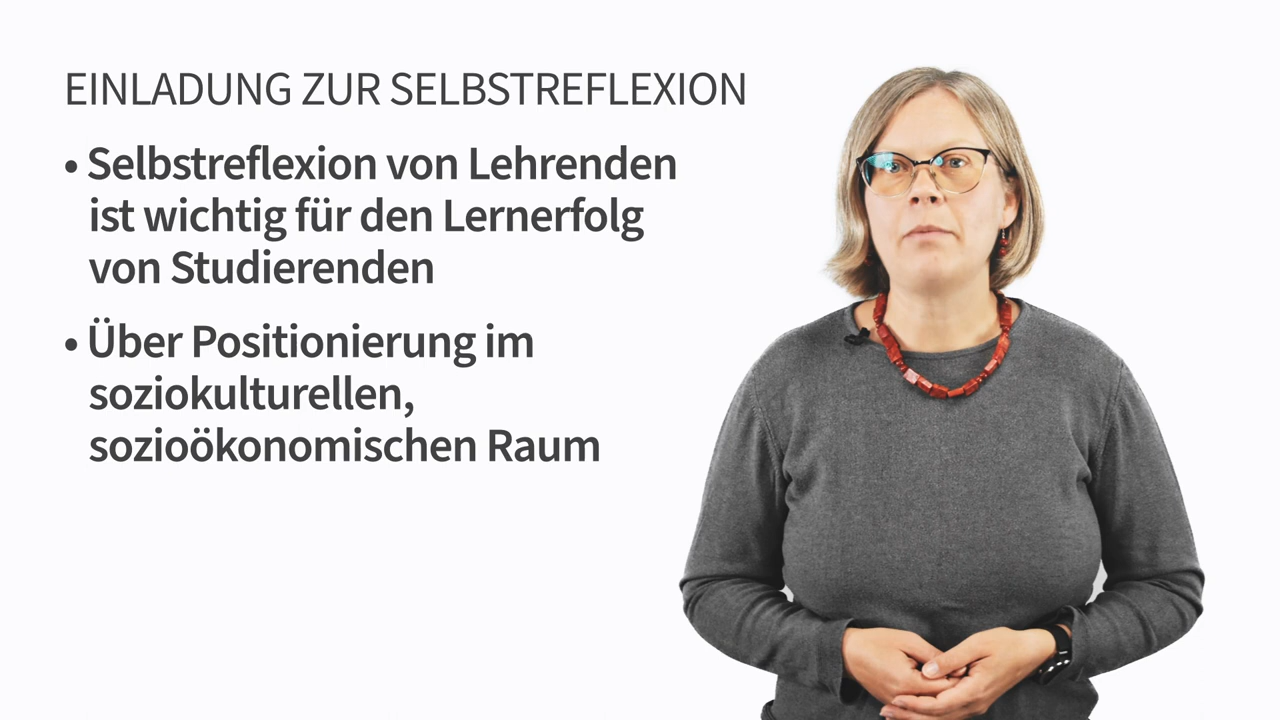 EINLADUNG ZUR SELBSTREFLEXION
• Selbstreflexion von Lehrenden
ist wichtig für den Lernerfolg
von Studierenden
• Über Positionierung im
soziokulturellen,
sozioökonomischen Raum